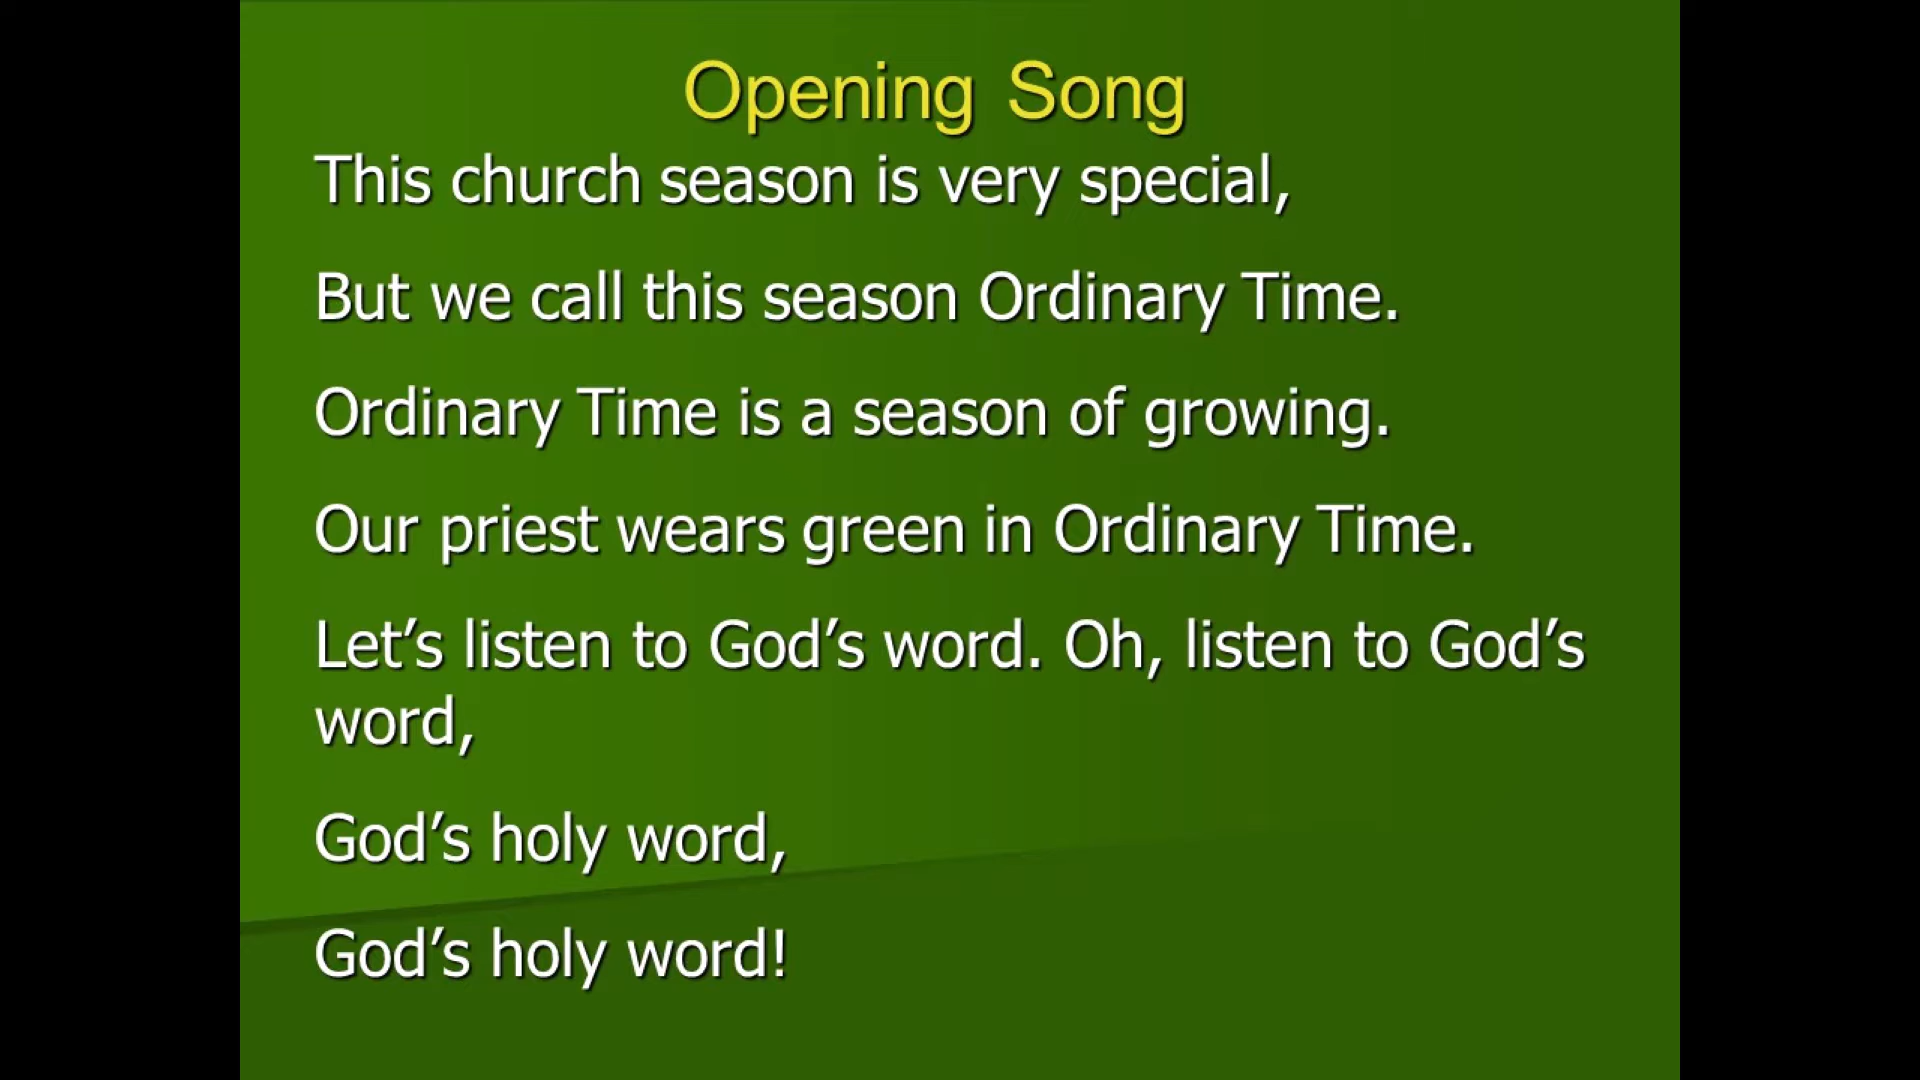 Opening Song
This church season is very special,
But we call this season Ordinary Time.
Ordinary Time is a season of growing.
Our priest wears green in Ordinary Time.
Let’s listen to God’s word. Oh, listen to God’s
word,
God’s holy word,
God’s holy word!